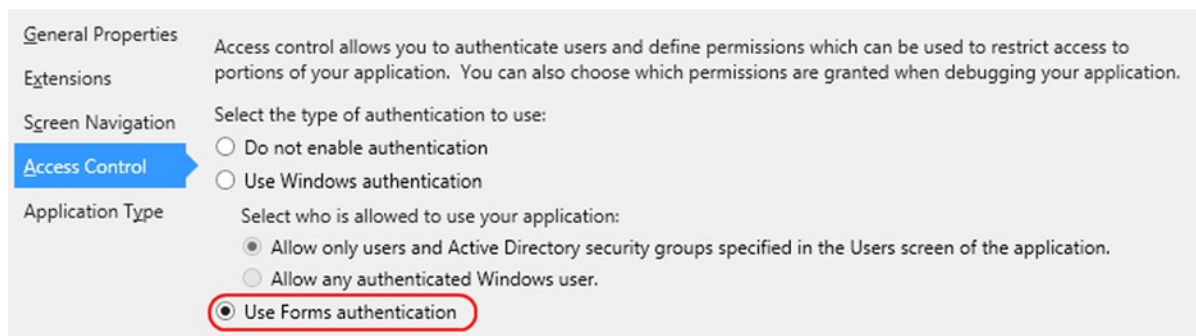 General Properties
Extensions
Screen Navigation
Access Control
Application Type
Access control allows you to authenticate users and define permissions which can be used to restrict access to
portions of your application.  You can also choose which permissions are granted when debugging your application.
Select the type of authentication to use:
Do not enable authentication
Use Windows authentication
Select who is allowed to use your application:
Allow only users and Active Directory security groups specified in the Users screen of the application.
Allow any authenticated Windows user.
Use Forms authentication